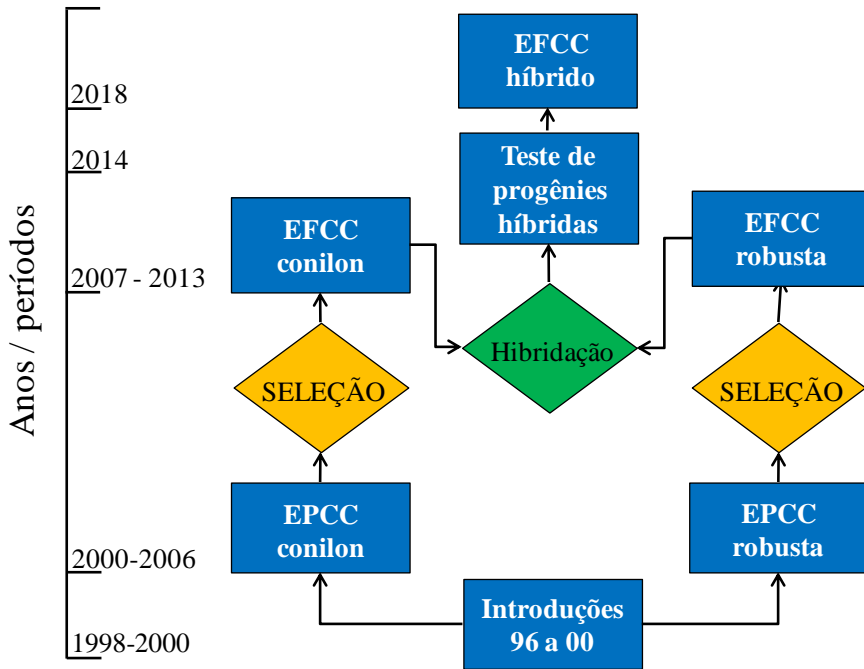 Anos / períodos
2018
2014
2007 - 2013
2000-2006
1998-2000
EFCC
híbrido
Teste de
progênies
híbridas
EFCC
conilon
EFCC
robusta
Hibridação
SELEÇÃO
SELEÇÃO
EPCC
conilon
EPCC
robusta
Introduções
96 a 00